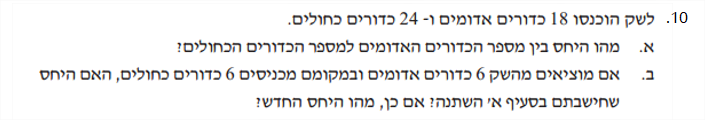 10. לשק הוכנסו 18 כדורים אדומים ו- 24 כדורים כחולים.
א. מהו היחס בין מספר הכדורים האדומים למספר הכדורים הכחולים?
ב. אם מוציאים מהשק 6 כדורים אדומים ובמקומם מכניסים 6 כדורים כחולים, האם היחס
שחישבתם בסעיף א׳ השתנה? אם כן, מהו היחס החדש?